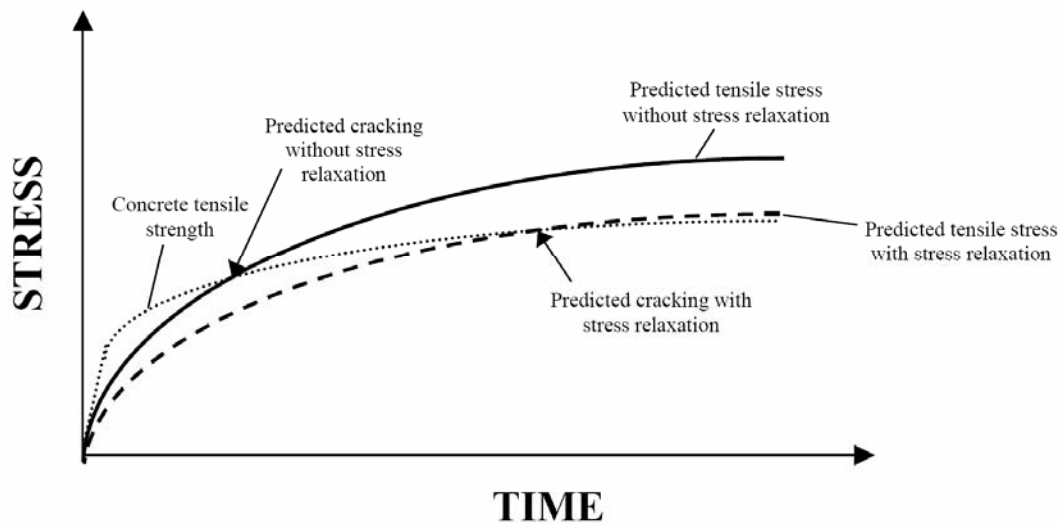 Predicted tensile stress
without stress relaxation
Predicted cracking
without stress
relaxation
Concrete tensile
strength
STRESS
Predicted tensile stress
with stress relaxation
Predicted cracking with
stress relaxation
TIME